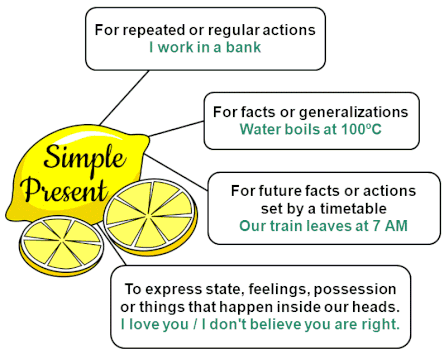 For repeated or regular actions
I work in a bank
For facts or generalizations
Water boils at 100ºC
Simple
Present
For future facts or actions
set by a timetable
Our train leaves at 7 AM
To express state, feelings, possession
or things that happen inside our heads.
I love you / I don't believe you are right.